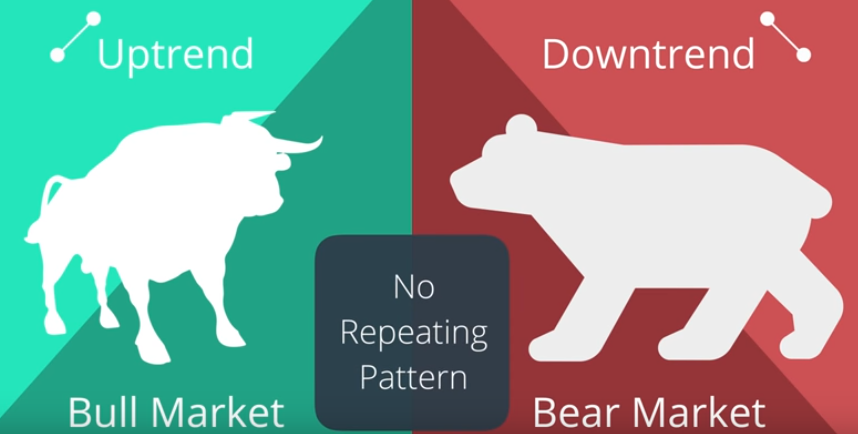 Uptrend
Downtrend
No
Repeating
Pattern
Bull Market
Bear Market